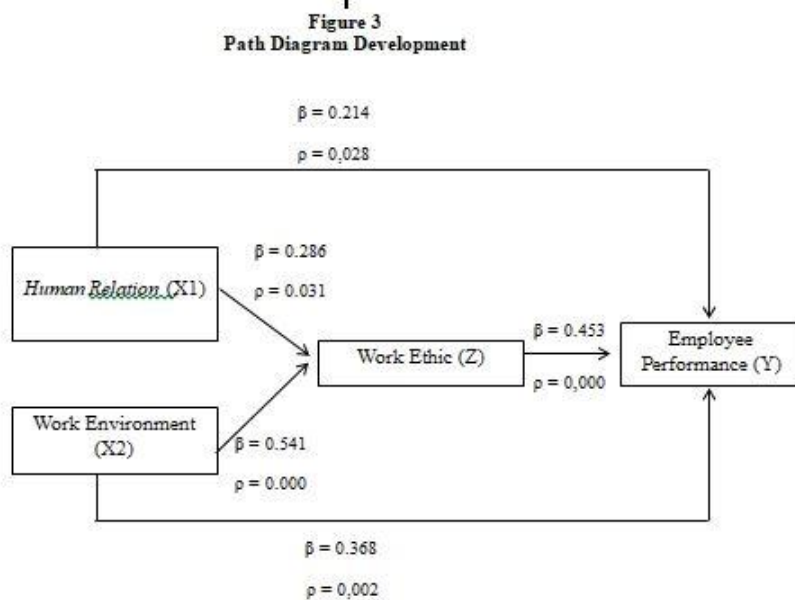 Figure 3
Path Diagram Development
β = 0.214
ρ = 0,028
β = 0.286
Human Relation (X1)
ρ = 0.031
β = 0.453
Employee
Work Ethic (Z)
Performance (Y)
ρ = 0,000
Work Environment
(X2)
β = 0.541
ρ = 0.000
β = 0.368
ρ = 0,002